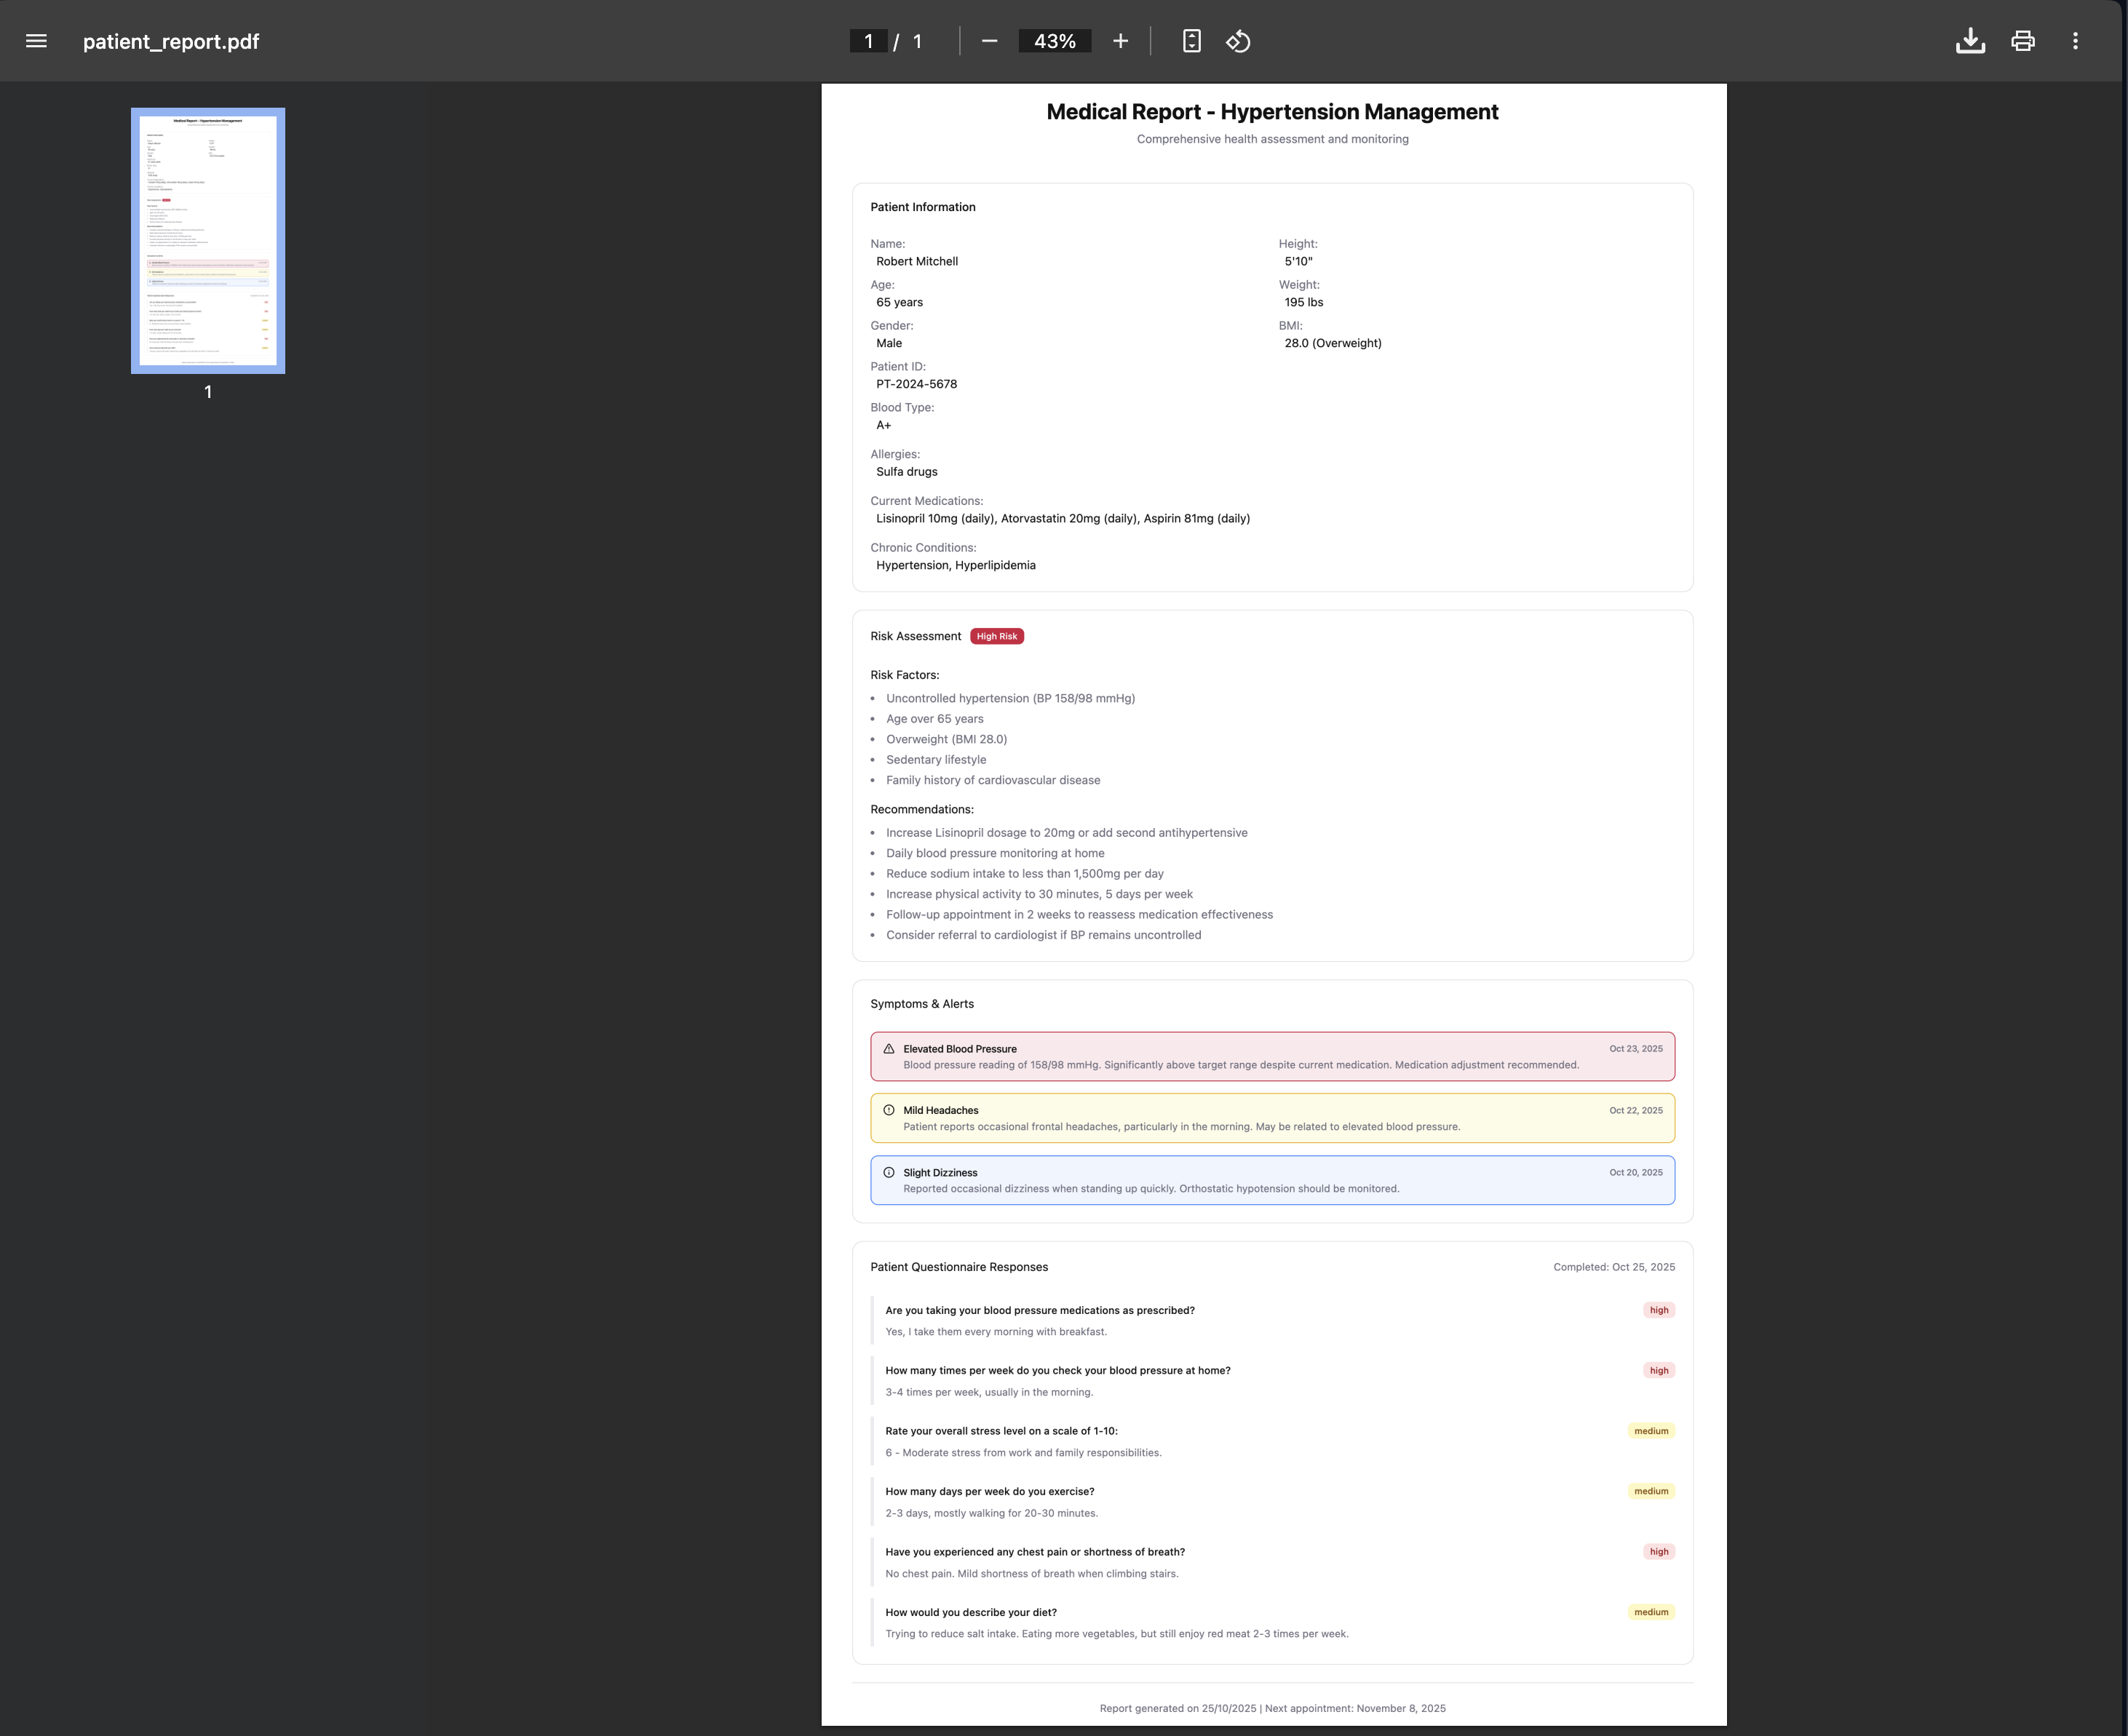 patient_report.pdf
1 / 1
43%
1
Medical Report - Hypertension Management
Comprehensive health assessment and monitoring
Patient Information
Name:
Robert Mitchell
Height:
5'10"
Age:
65 years
Weight:
195 lbs
Gender:
Male
BMI:
28.0 (Overweight)
Patient ID:
PT-2024-5678
Blood Type:
A+
Allergies:
Sulfa drugs
Current Medications:
Lisinopril 10mg (daily), Atorvastatin 20mg (daily), Aspirin 81mg (daily)
Chronic Conditions:
Hypertension, Hyperlipidemia
Risk Assessment High Risk
Risk Factors:
• Uncontrolled hypertension (BP 158/98 mmHg)
• Age over 65 years
• Overweight (BMI 28.0)
• Sedentary lifestyle
• Family history of cardiovascular disease
Recommendations:
• Increase Lisinopril dosage to 20mg or add second antihypertensive
• Daily blood pressure monitoring at home
• Reduce sodium intake to less than 1,500mg per day
• Increase physical activity to 30 minutes, 5 days per week
• Follow-up appointment in 2 weeks to reassess medication effectiveness
• Consider referral to cardiologist if BP remains uncontrolled
Symptoms & Alerts
Elevated Blood Pressure Oct 23, 2025
Blood pressure reading of 158/98 mmHg. Significantly above target range despite current medication. Medication adjustment recommended.
Mild Headaches Oct 22, 2025
Patient reports occasional frontal headaches, particularly in the morning. May be related to elevated blood pressure.
Slight Dizziness Oct 20, 2025
Reported occasional dizziness when standing up quickly. Orthostatic hypotension should be monitored.
Patient Questionnaire Responses Completed: Oct 25, 2025
Are you taking your blood pressure medications as prescribed? high
Yes, I take them every morning with breakfast.
How many times per week do you check your blood pressure at home? high
3-4 times per week, usually in the morning.
Rate your overall stress level on a scale of 1-10: medium
6 - Moderate stress from work and family responsibilities.
How many days per week do you exercise? medium
2-3 days, mostly walking for 20-30 minutes.
Have you experienced any chest pain or shortness of breath? high
No chest pain. Mild shortness of breath when climbing stairs.
How would you describe your diet? medium
Trying to reduce salt intake. Eating more vegetables, but still enjoy red meat 2-3 times per week.
Report generated on 25/10/2025 | Next appointment: November 8, 2025